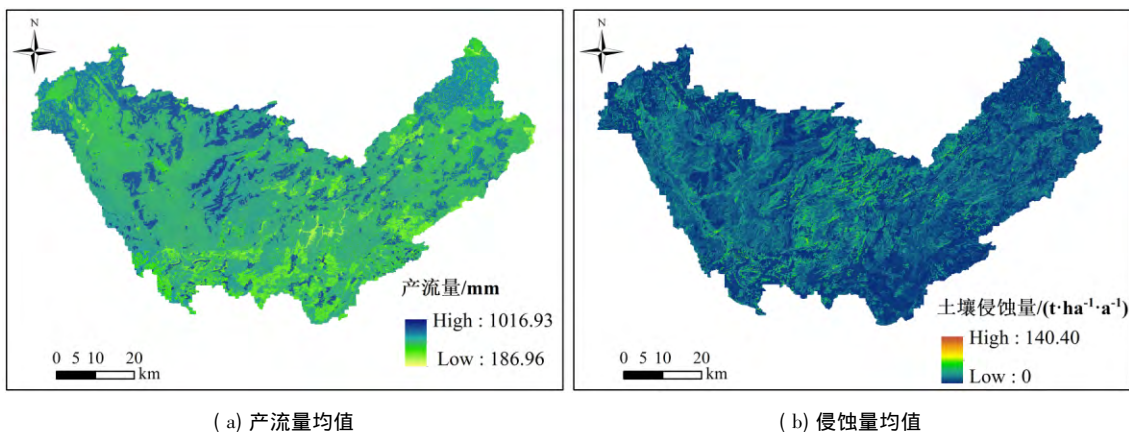 N
产流量/mm
High : 1016.93
Low : 186.96
0 5 10 20
km
(a) 产流量均值
N
土壤侵蚀量/(t·ha⁻¹·a⁻¹)
High : 140.40
Low : 0
0 5 10 20
km
(b) 侵蚀量均值